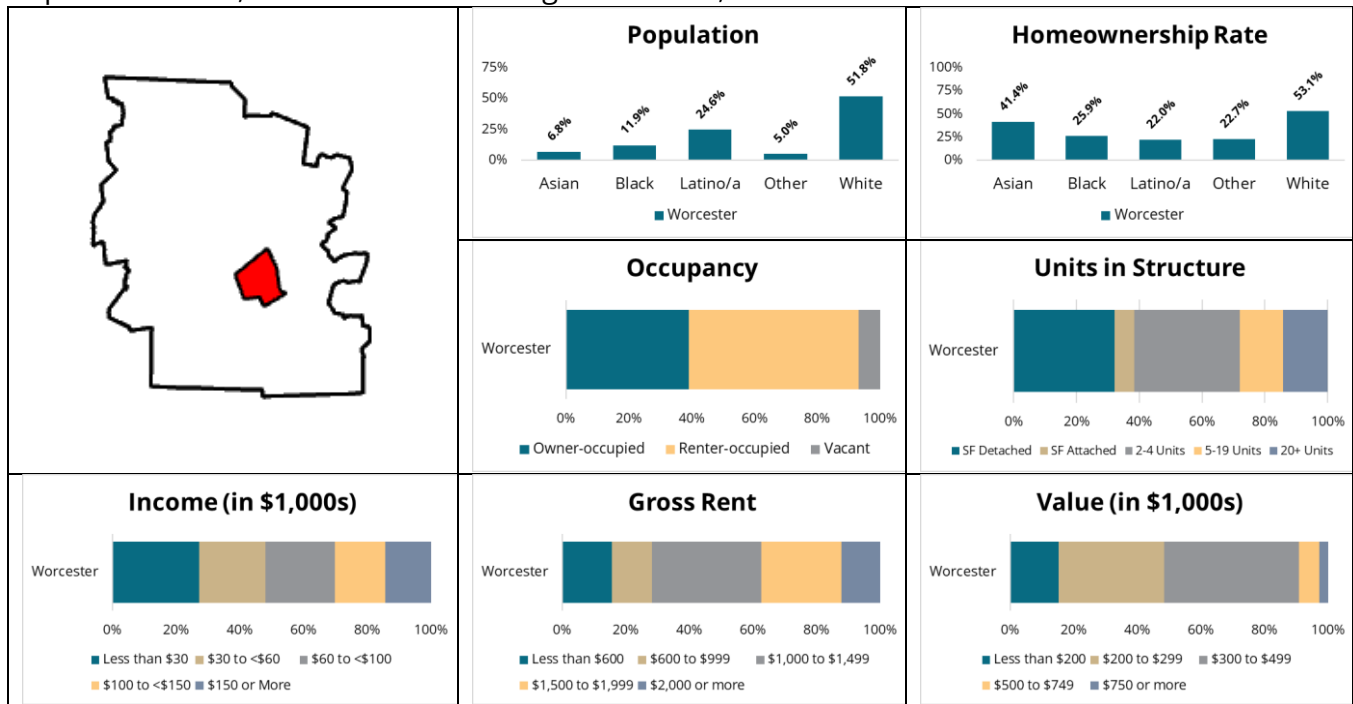 Population
75%
50%
25%
0%
6.8%
11.9%
24.6%
5.0%
51.8%
Asian Black Latino/a Other White
Worcester
Homeownership Rate
100%
75%
50%
25%
0%
41.4%
25.9%
22.0%
22.7%
53.1%
Asian Black Latino/a Other White
Worcester
Occupancy
Worcester
0% 20% 40% 60% 80% 100%
Owner-occupied Renter-occupied Vacant
Units in Structure
Worcester
0% 20% 40% 60% 80% 100%
SF Detached SF Attached 2-4 Units 5-19 Units 20+ Units
Income (in $1,000s)
Worcester
0% 20% 40% 60% 80% 100%
Less than $30 $30 to <$60 $60 to <$100
$100 to <$150 $150 or More
Gross Rent
0% 20% 40% 60% 80% 100%
Less than $600 $600 to $999 $1,000 to $1,499
$1,500 to $1,999 $2,000 or more
Value (in $1,000s)
Worcester
0% 20% 40% 60% 80% 100%
Less than $200 $200 to $299 $300 to $499
$500 to $749 $750 or more